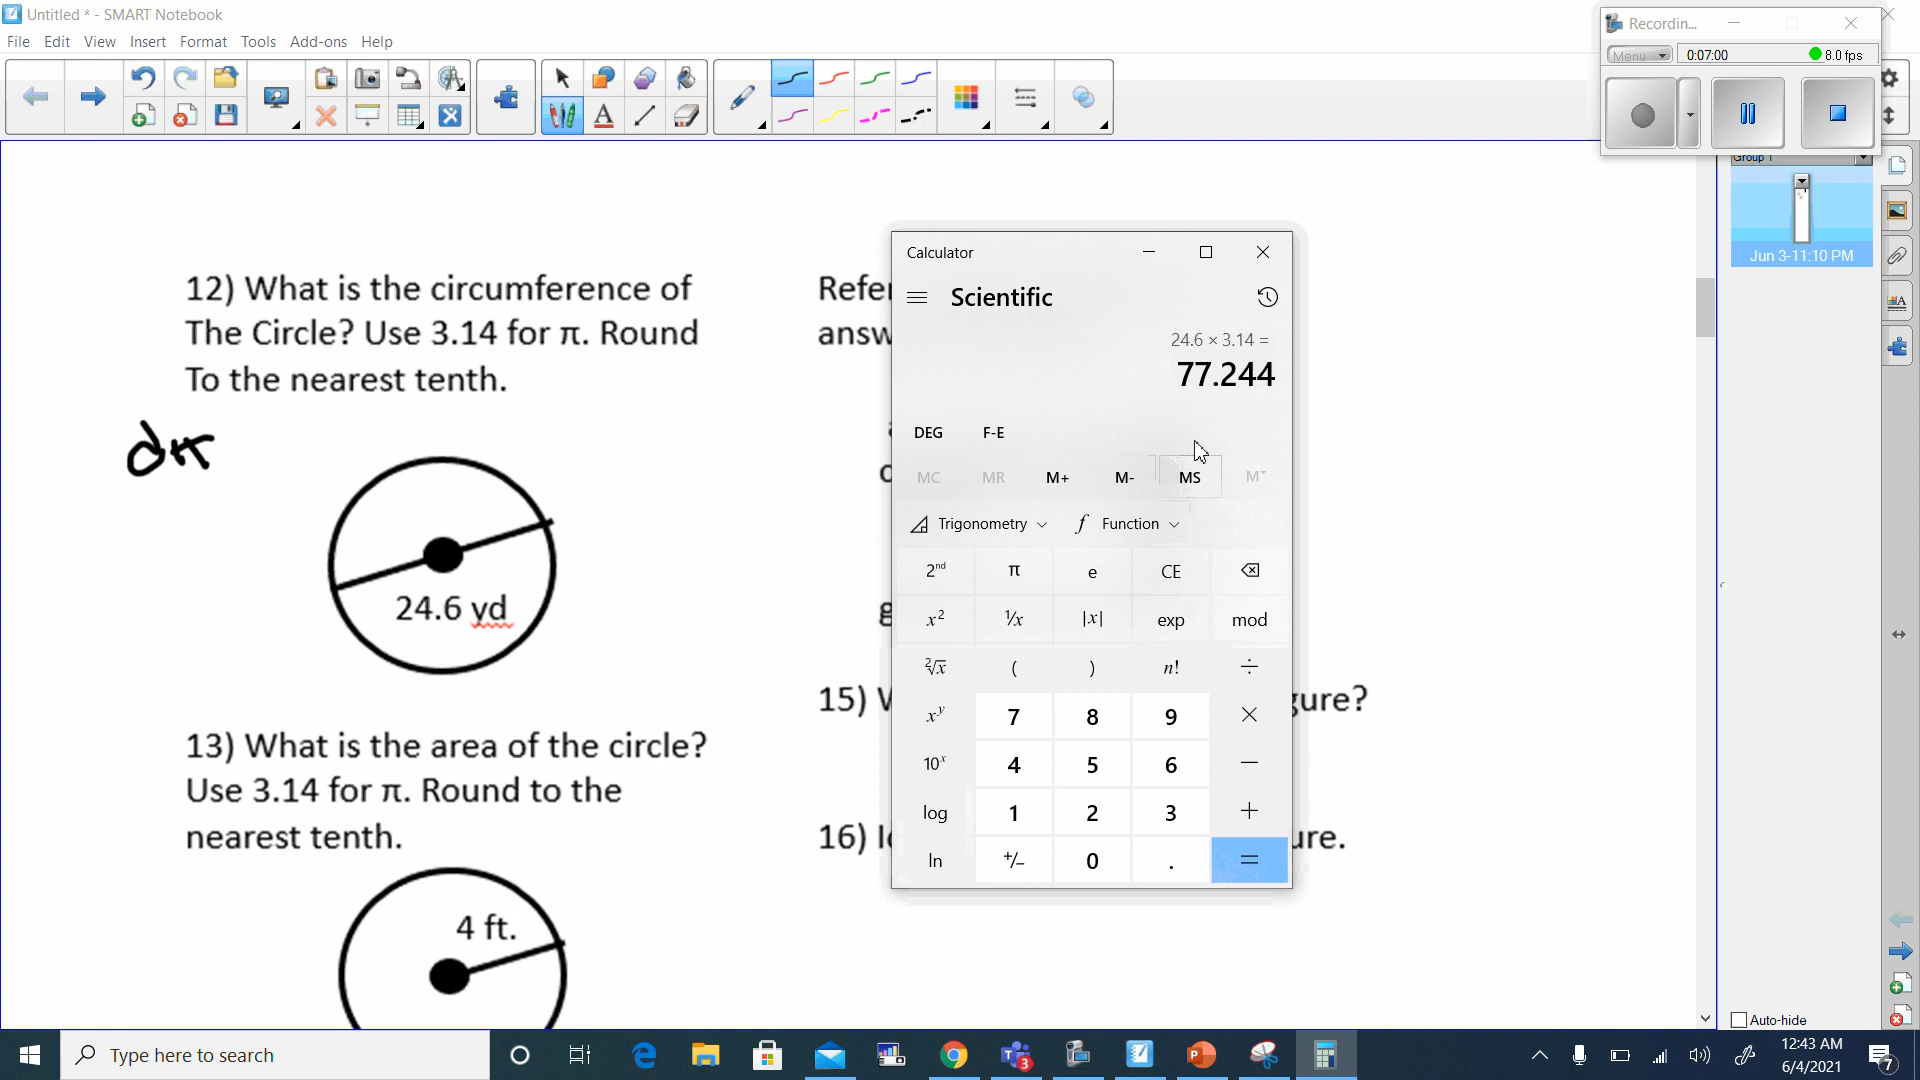 Untitled * - SMART Notebook
File Edit View Insert Format Tools Add-ons Help
Recordin...
Menu 0:07:00 8.0 fps
Group 1
Jun 3-11:10 PM
12) What is the circumference of
The Circle? Use 3.14 for π. Round
To the nearest tenth.
dπ
24.6 yd
13) What is the area of the circle?
Use 3.14 for π. Round to the
nearest tenth.
4 ft.
Refer
answ
15)
gure?
16)
ure.
Calculator
Scientific
24.6 × 3.14 =
77.244
DEG F-E
MC MR M+ M- MS M˅
Trigonometry f Function
2nd π e CE
x² ¹/x |x| exp mod
²√x ( ) n! ÷
xʸ 7 8 9 ×
10ˣ 4 5 6 −
log 1 2 3 +
ln +/− 0 . =
Auto-hide
Type here to search
3
12:43 AM
6/4/2021
7